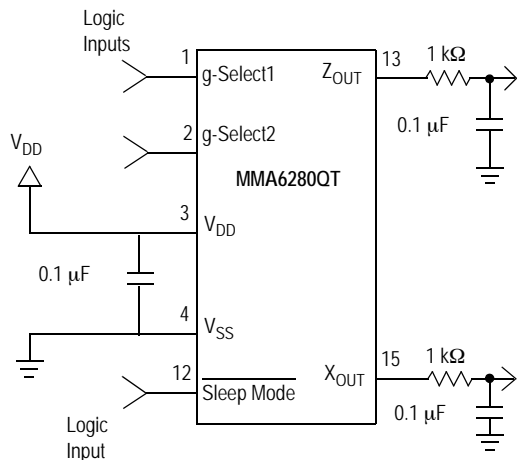 Logic
Inputs
1
g-Select1
2
g-Select2
V_DD
3
V_DD
0.1 μF
4
V_SS
12
Sleep Mode
Logic
Input
MMA6280QT
Z_OUT
13
1 kΩ
0.1 μF
X_OUT
15
1 kΩ
0.1 μF